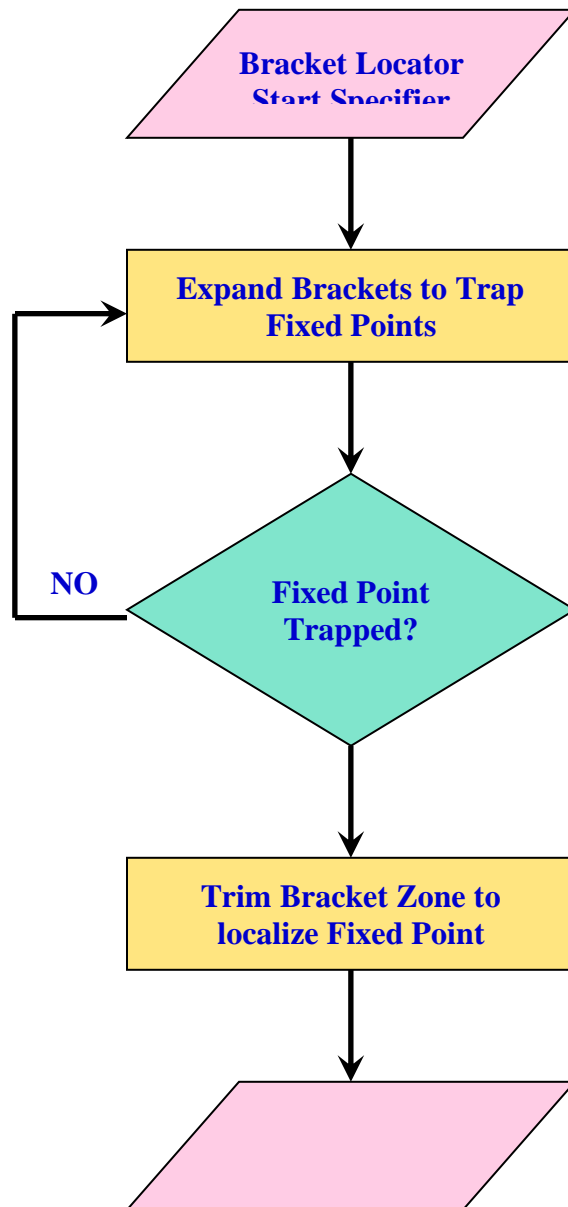 Bracket Locator
Start Specifier
Expand Brackets to Trap
Fixed Points
NO
Fixed Point
Trapped?
Trim Bracket Zone to
localize Fixed Point